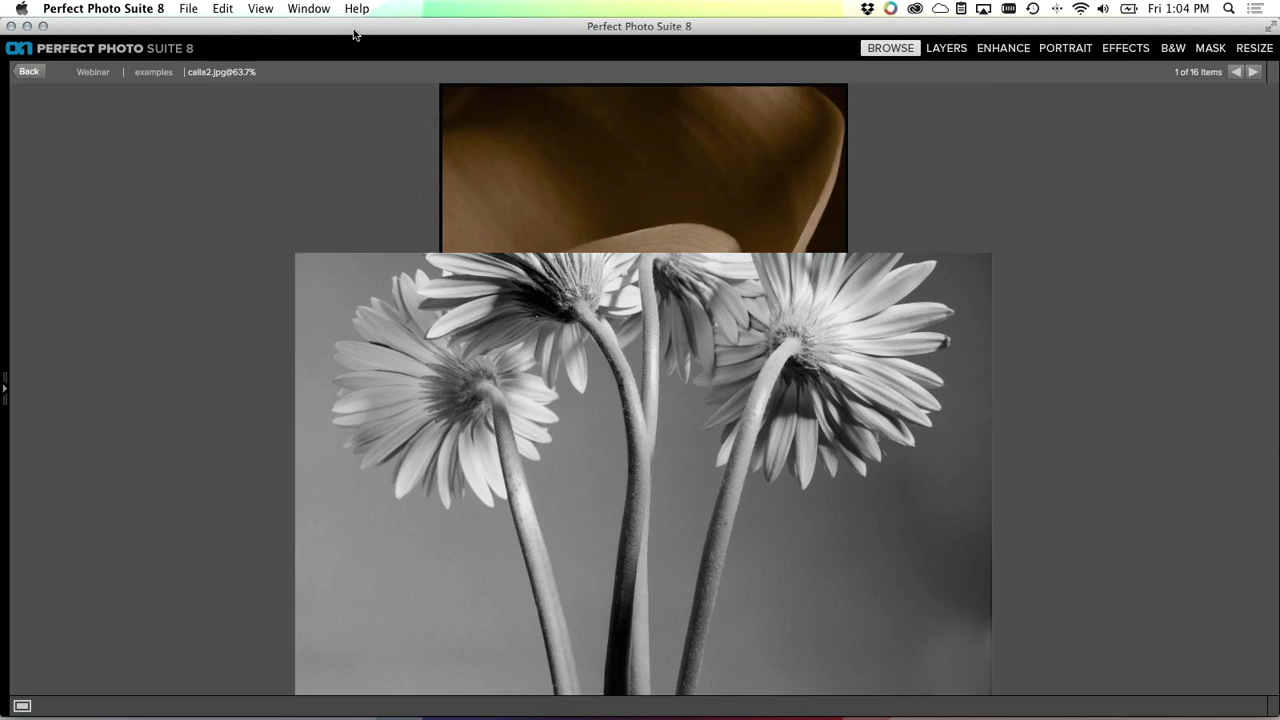 Perfect Photo Suite 8 File Edit View Window Help Fri 1:04 PM
Perfect Photo Suite 8
on PERFECT PHOTO SUITE 8 BROWSE LAYERS ENHANCE PORTRAIT EFFECTS B&W MASK RESIZE
Back Webinar | examples | calla2.jpg@63.7% 1 of 16 Items